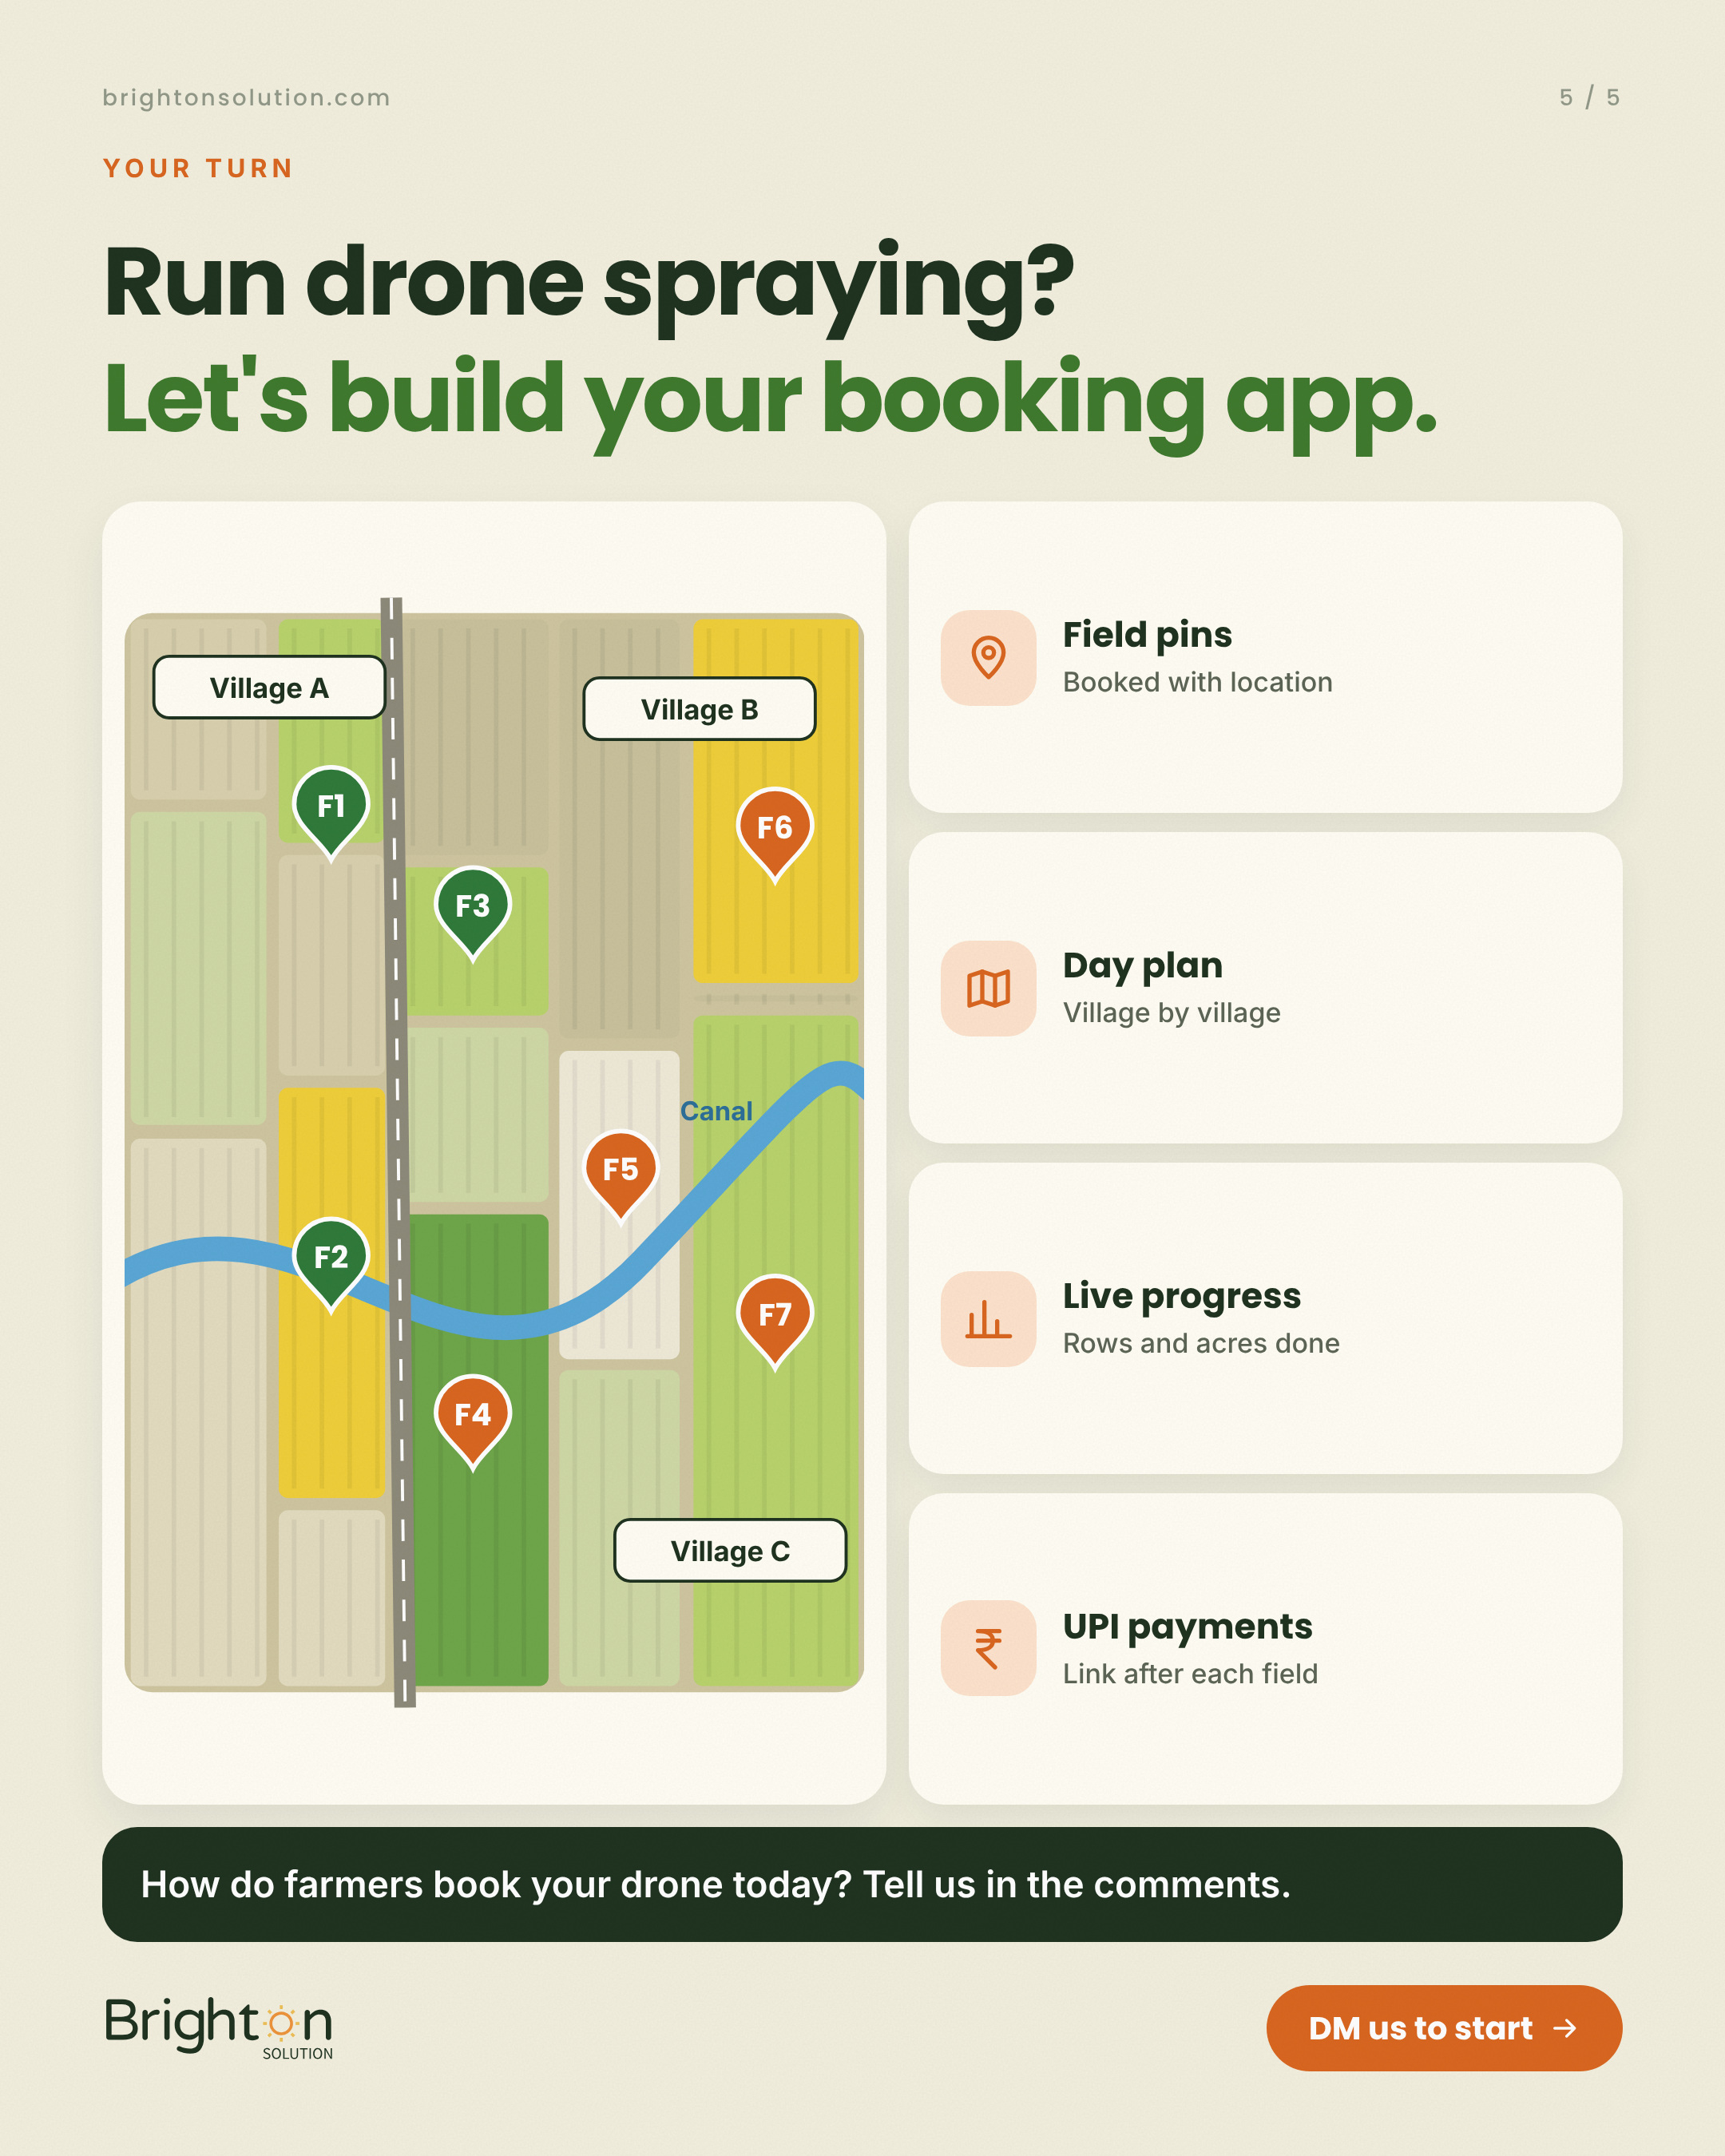 brightonsolution.com
5 / 5
YOUR TURN
Run drone spraying?
Let's build your booking app.
Village A
Village B
F1
F6
F3
Canal
F5
F2
F7
F4
Village C
Field pins
Booked with location
Day plan
Village by village
Live progress
Rows and acres done
₹
UPI payments
Link after each field
How do farmers book your drone today? Tell us in the comments.
Brighton
SOLUTION
DM us to start →